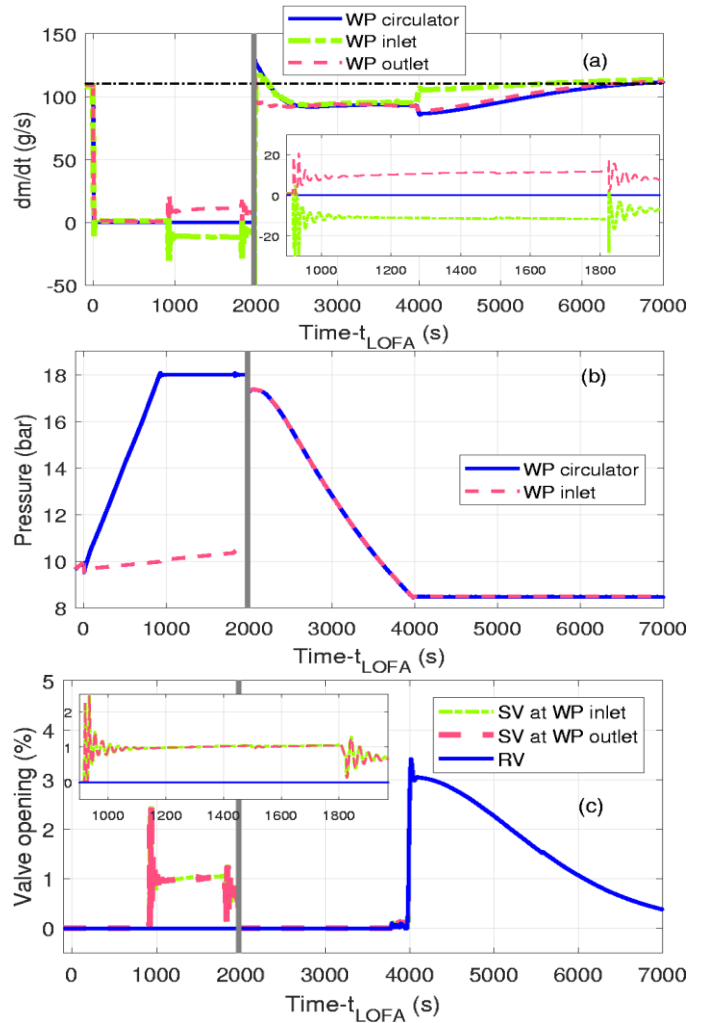 WP circulator
WP inlet
WP outlet
(a)
dm/dt (g/s)
150
100
50
0
-50
20
0
-20
1000 1200 1400 1600 1800
0 1000 2000 3000 4000 5000 6000 7000
Time-t_LOFA (s)
(b)
Pressure (bar)
18
16
14
12
10
8
WP circulator
WP inlet
0 1000 2000 3000 4000 5000 6000 7000
Time-t_LOFA (s)
Valve opening (%)
5
4
3
2
1
0
2
1
0
1000 1200 1400 1600 1800
SV at WP inlet
SV at WP outlet
RV
(c)
0 1000 2000 3000 4000 5000 6000 7000
Time-t_LOFA (s)